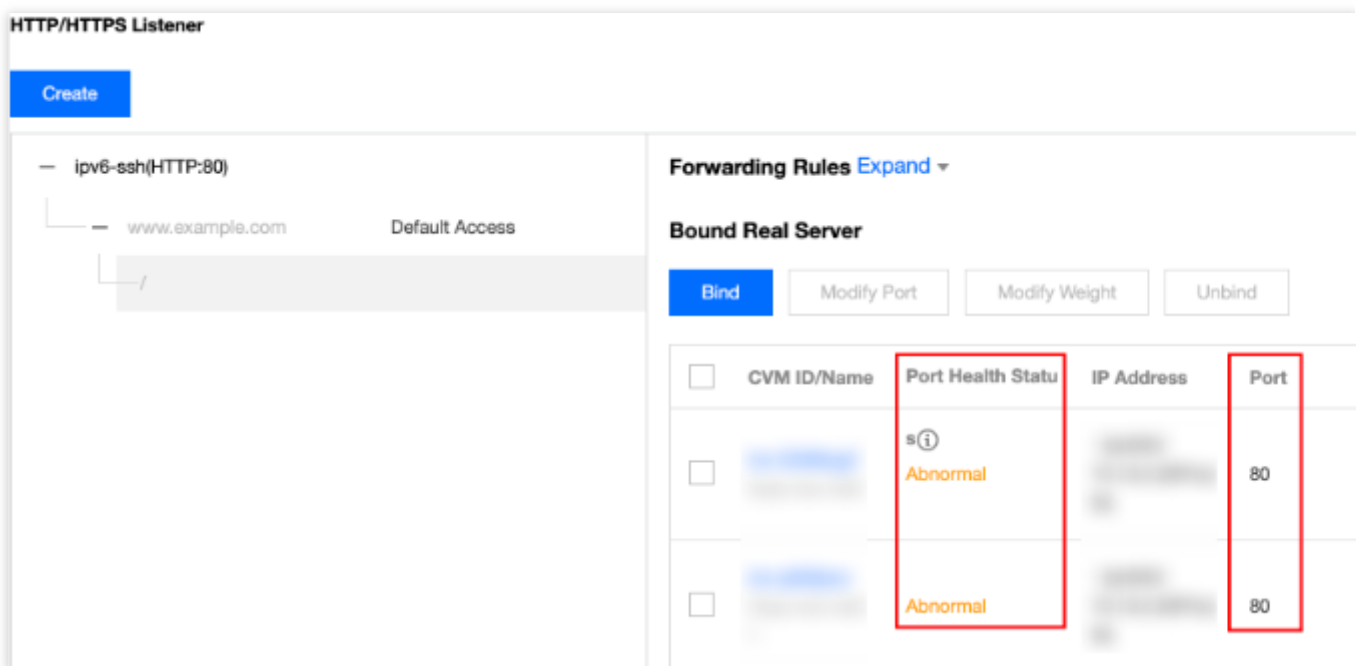 HTTP/HTTPS Listener
Create
ipv6-ssh(HTTP:80)
www.example.com Default Access
/
Forwarding Rules Expand
Bound Real Server
Bind Modify Port Modify Weight Unbind
CVM ID/Name Port Health Statu IP Address Port
s
Abnormal 80
Abnormal 80